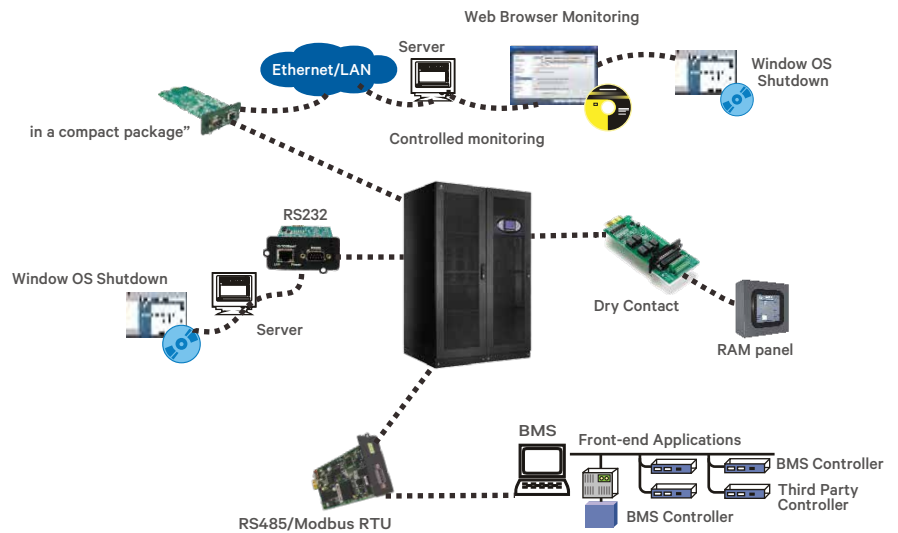 Web Browser Monitoring
Server
Ethernet/LAN
Window OS
Shutdown
in a compact package”
Controlled monitoring
RS232
Window OS Shutdown
Server
Dry Contact
RAM panel
BMS
Front-end Applications
BMS Controller
Third Party
Controller
BMS Controller
RS485/Modbus RTU